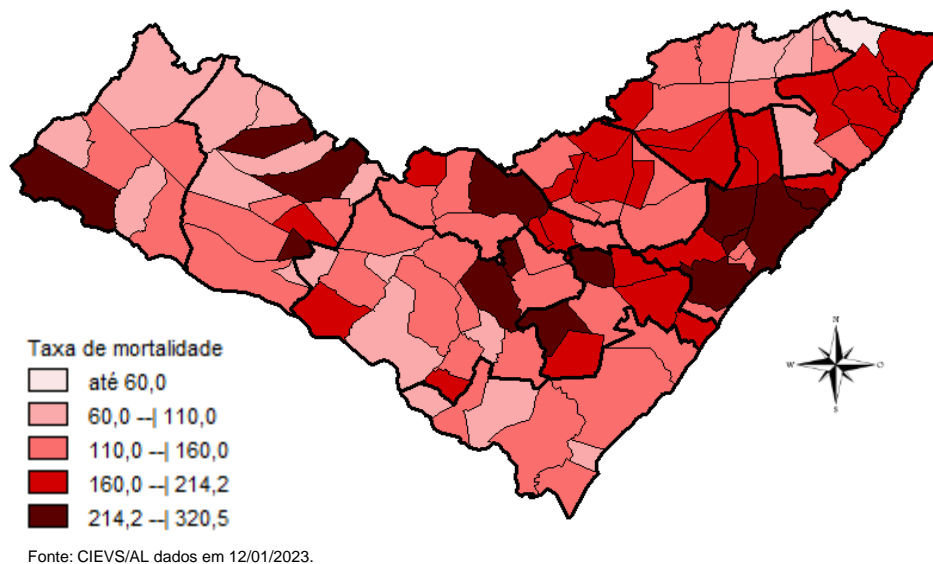 N
W
O
S
Taxa de mortalidade
até 60,0
60,0 --| 110,0
110,0 --| 160,0
160,0 --| 214,2
214,2 --| 320,5
Fonte: CIEVS/AL dados em 12/01/2023.